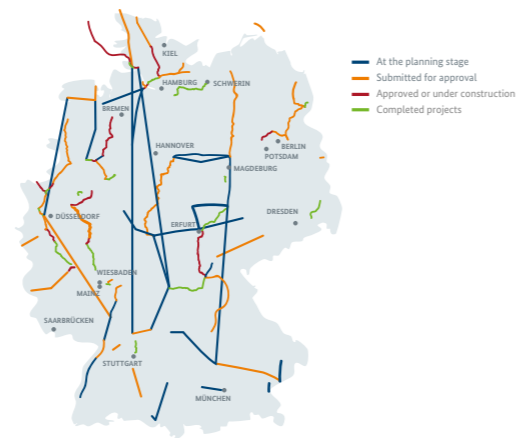 KIEL
HAMBURG
SCHWERIN
BREMEN
HANNOVER
BERLIN
POTSDAM
MAGDEBURG
DÜSSELDORF
ERFURT
DRESDEN
WIESBADEN
MAINZ
SAARBRÜCKEN
STUTTGART
MÜNCHEN
At the planning stage
Submitted for approval
Approved or under construction
Completed projects